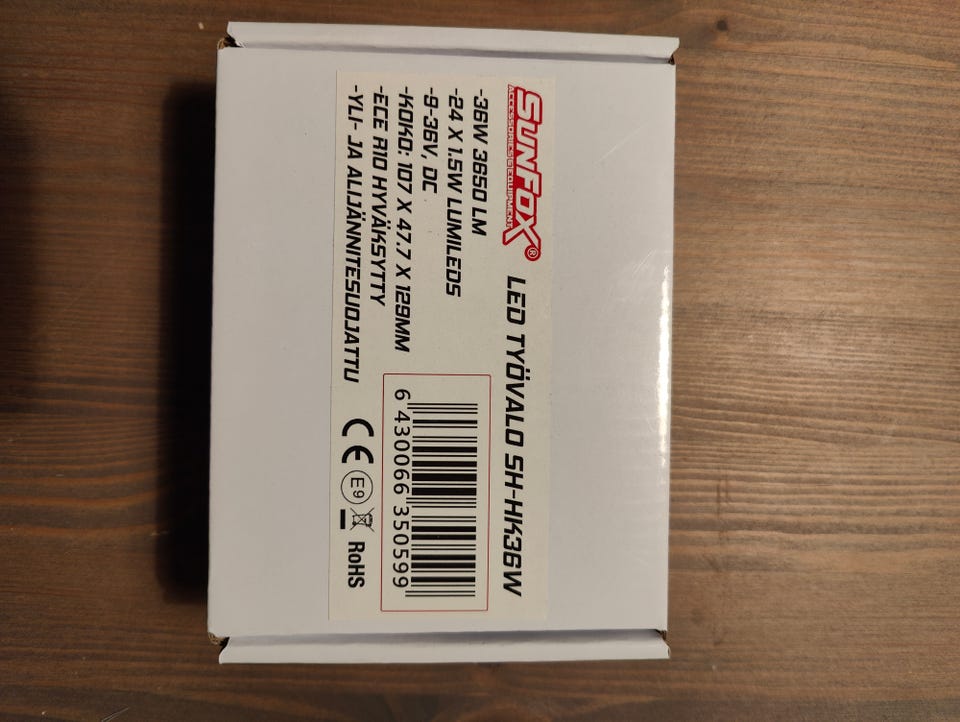 SUNFOX®
ACCESSORIES & EQUIPMENT
LED TYÖVALO SH-HK36W
-36W 3650 LM
-24 X 1.5W LUMILEDS
-9-36V, DC
-KOKO: 107 X 47.7 X 129MM
-ECE R10 HYVÄKSYTTY
-YLI- JA ALIJÄNNITESUOJATTU
6 430066 350599
CE E9 RoHS